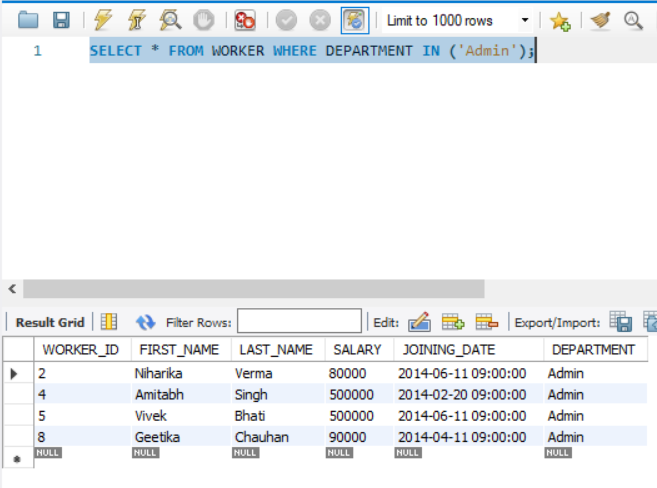 Limit to 1000 rows
1 SELECT * FROM WORKER WHERE DEPARTMENT IN ('Admin');
Result Grid Filter Rows: Edit: Export/Import:
WORKER_ID FIRST_NAME LAST_NAME SALARY JOINING_DATE DEPARTMENT
2 Niharika Verma 80000 2014-06-11 09:00:00 Admin
4 Amitabh Singh 500000 2014-02-20 09:00:00 Admin
5 Vivek Bhati 500000 2014-06-11 09:00:00 Admin
8 Geetika Chauhan 90000 2014-04-11 09:00:00 Admin
NULL NULL NULL NULL NULL NULL